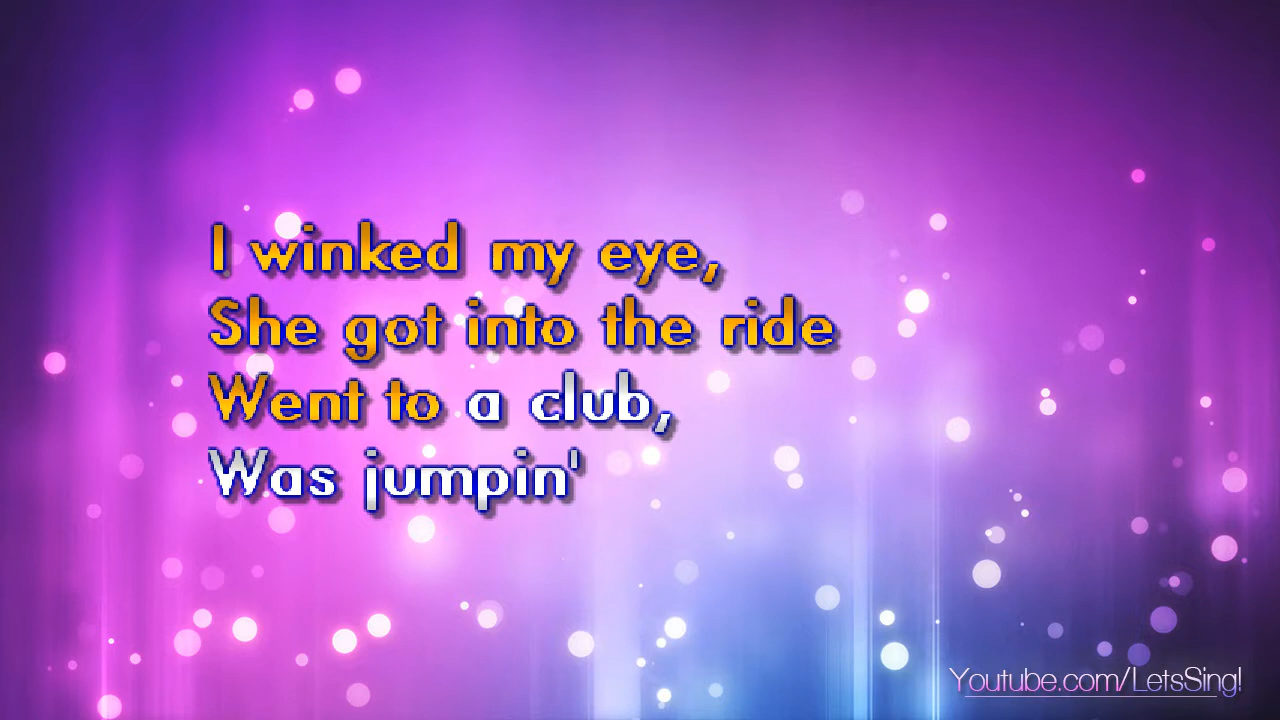 I winked my eye,
She got into the ride
Went to a club,
Was jumpin'
Youtube.com/LetsSing!